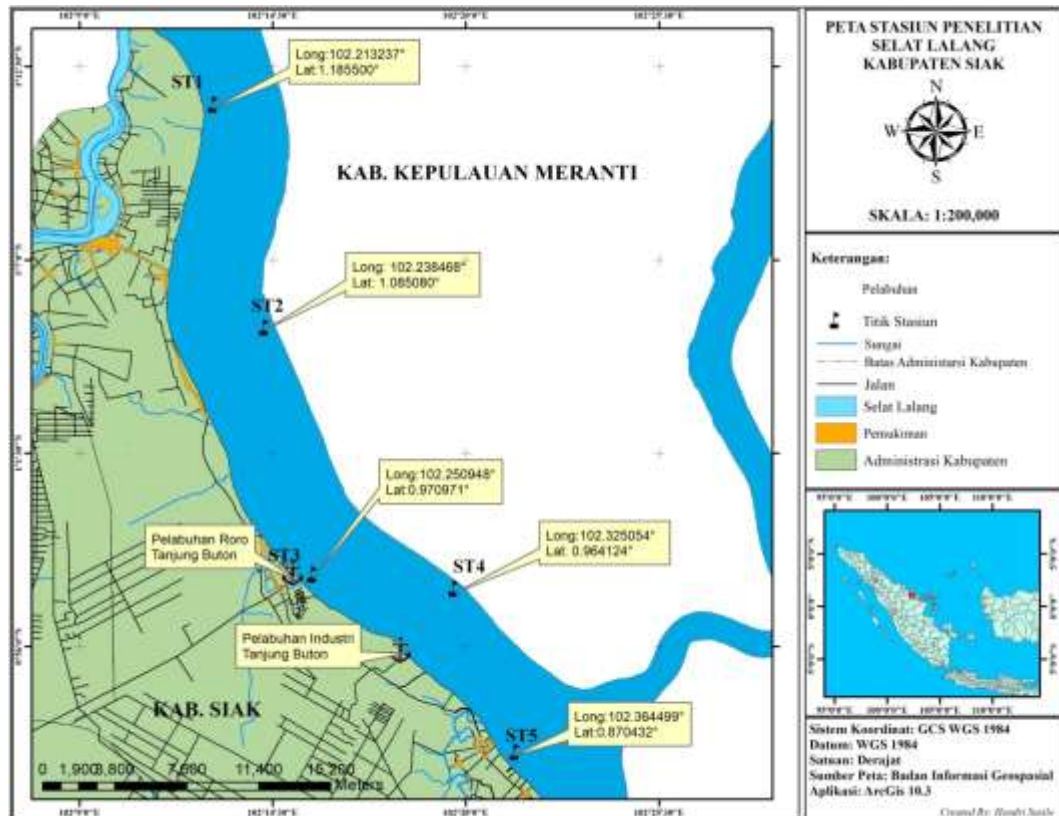 ST1
Long:102.213237°
Lat:1.185500°
KAB. KEPULAUAN MERANTI
ST2
Long: 102.238468°
Lat: 1.085080°
Long:102.250948°
Lat:0.970971°
Pelabuhan Roro
Tanjung Buton
ST3
Long:102.325054°
Lat: 0.964124°
ST4
Pelabuhan Industri
Tanjung Buton
KAB. SIAK
Long:102.364499°
Lat:0.870432°
ST5
0 1,900 3,800 7,600 11,400 15,200
Meters
PETA STASIUN PENELITIAN
SELAT LALANG
KABUPATEN SIAK
N
W E
S
SKALA: 1:200,000
Keterangan:
Pelabuhan
Titik Stasiun
Sungai
Batas Administarsi Kabupaten
Jalan
Selat Lalang
Pemukiman
Administrasi Kabupaten
Sistem Koordinat: GCS WGS 1984
Datum: WGS 1984
Satuan: Derajat
Sumber Peta: Badan Informasi Geospasial
Aplikasi: ArcGis 10.3